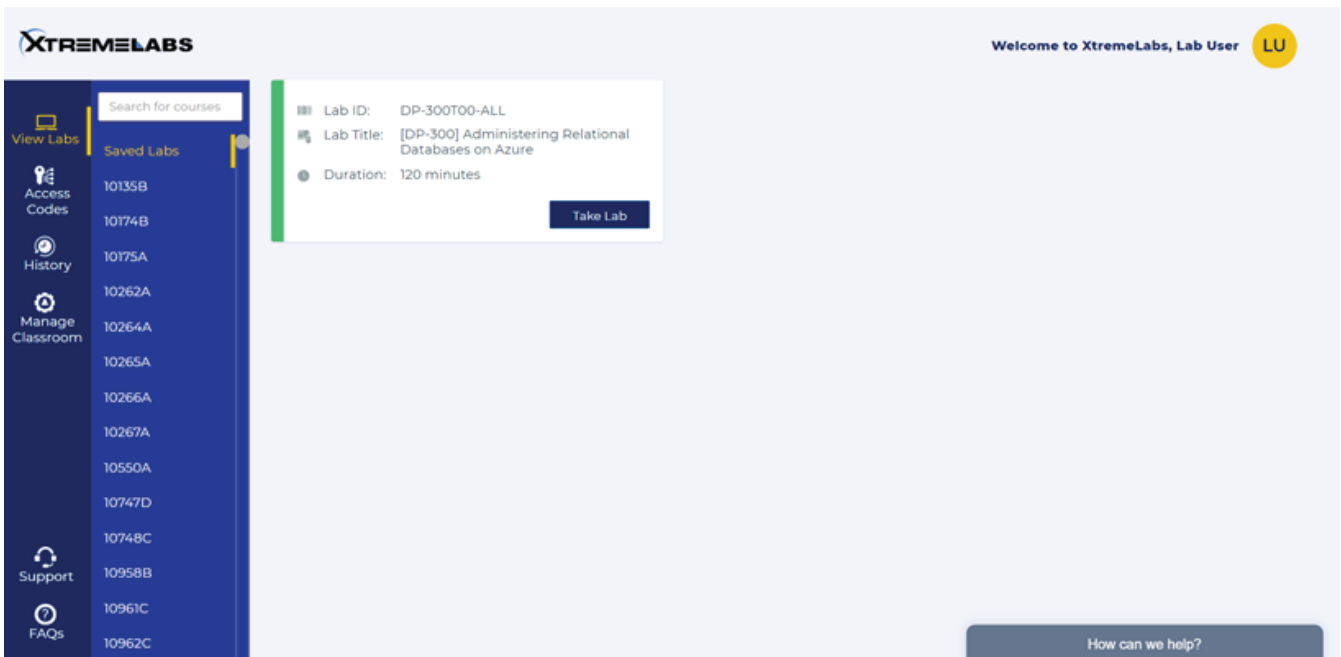 XTREMELABS
Welcome to XtremeLabs, Lab User
LU
View Labs
Access
Codes
History
Manage
Classroom
Support
FAQs
Search for courses
Saved Labs
10135B
10174B
10175A
10262A
10264A
10265A
10266A
10267A
10550A
10747D
10748C
10958B
10961C
10962C
Lab ID: DP-300T00-ALL
Lab Title: [DP-300] Administering Relational
Databases on Azure
Duration: 120 minutes
Take Lab
How can we help?